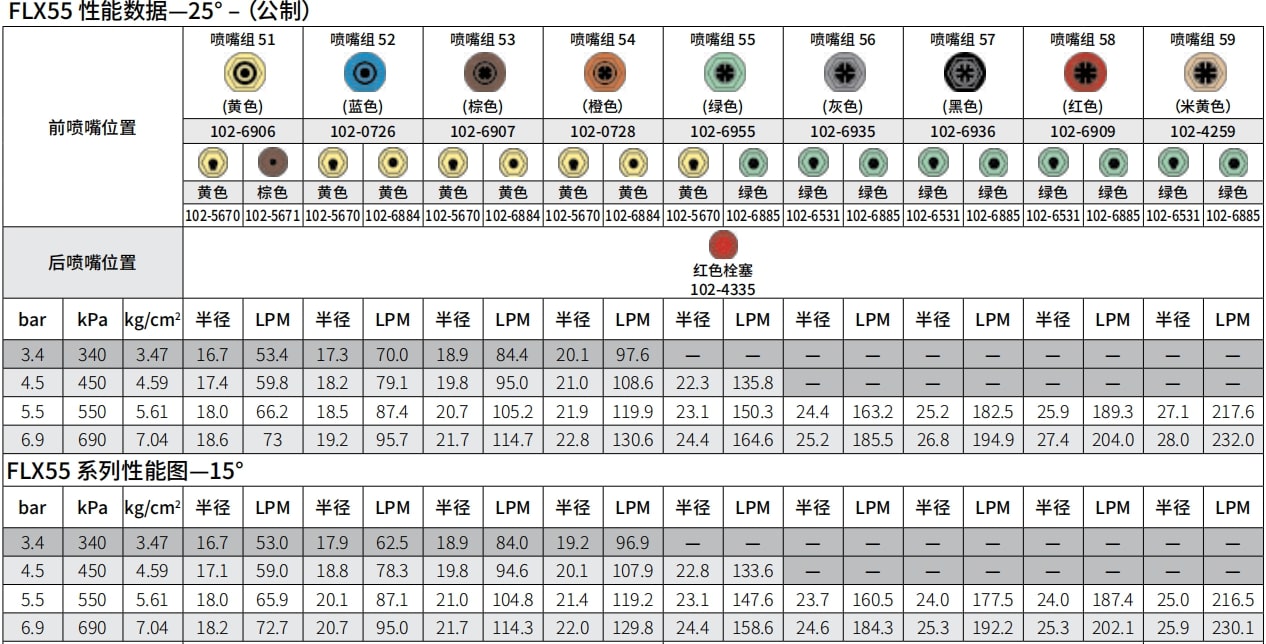 FLX55 性能数据—25° – （公制）
前喷嘴位置 喷嘴组 51 喷嘴组 52 喷嘴组 53 喷嘴组 54 喷嘴组 55 喷嘴组 56 喷嘴组 57 喷嘴组 58 喷嘴组 59
(黄色) (蓝色) (棕色) (橙色) (绿色) (灰色) (黑色) (红色) (米黄色)
102-6906 102-0726 102-6907 102-0728 102-6955 102-6935 102-6936 102-6909 102-4259
黄色 棕色 黄色 黄色 黄色 黄色 黄色 黄色 黄色 绿色 绿色 绿色 绿色 绿色 绿色 绿色 绿色 绿色
102-5670 102-5671 102-5670 102-6884 102-5670 102-6884 102-5670 102-6884 102-5670 102-6885 102-6531 102-6885 102-6531 102-6885 102-6531 102-6885 102-6531 102-6885
后喷嘴位置 红色栓塞
102-4335
bar kPa kg/cm² 半径 LPM 半径 LPM 半径 LPM 半径 LPM 半径 LPM 半径 LPM 半径 LPM 半径 LPM 半径 LPM
3.4 340 3.47 16.7 53.4 17.3 70.0 18.9 84.4 20.1 97.6 — — — — — — — — — —
4.5 450 4.59 17.4 59.8 18.2 79.1 19.8 95.0 21.0 108.6 22.3 135.8 — — — — — — — —
5.5 550 5.61 18.0 66.2 18.5 87.4 20.7 105.2 21.9 119.9 23.1 150.3 24.4 163.2 25.2 182.5 25.9 189.3 27.1 217.6
6.9 690 7.04 18.6 73 19.2 95.7 21.7 114.7 22.8 130.6 24.4 164.6 25.2 185.5 26.8 194.9 27.4 204.0 28.0 232.0
FLX55 系列性能图—15°
bar kPa kg/cm² 半径 LPM 半径 LPM 半径 LPM 半径 LPM 半径 LPM 半径 LPM 半径 LPM 半径 LPM 半径 LPM
3.4 340 3.47 16.7 53.0 17.9 62.5 18.9 84.0 19.2 96.9 — — — — — — — — — —
4.5 450 4.59 17.1 59.0 18.8 78.3 19.8 94.6 20.1 107.9 22.8 133.6 — — — — — — — —
5.5 550 5.61 18.0 65.9 20.1 87.1 21.0 104.8 21.4 119.2 23.1 147.6 23.7 160.5 24.0 177.5 24.0 187.4 25.0 216.5
6.9 690 7.04 18.2 72.7 20.7 95.0 21.7 114.3 22.0 129.8 24.4 158.6 24.6 184.3 25.3 192.2 25.3 202.1 25.9 230.1